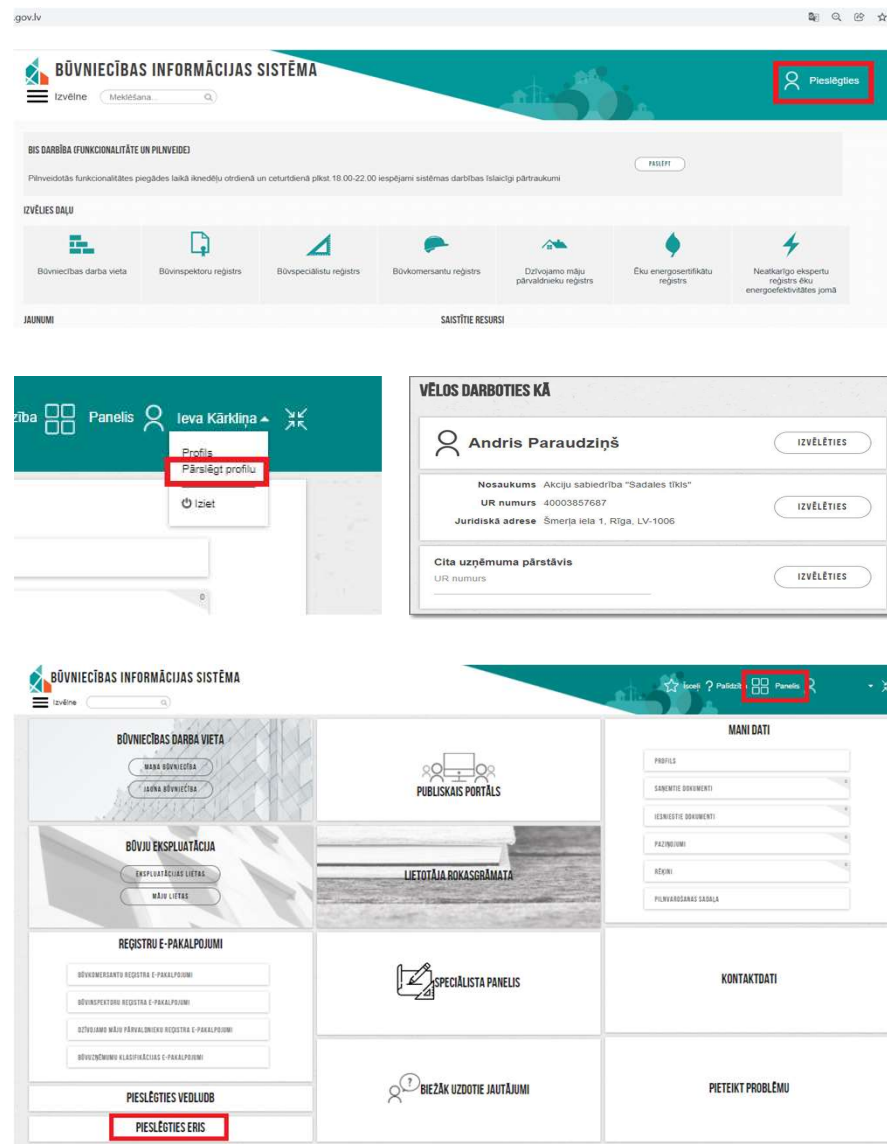 .gov.lv
BŪVNIECĪBAS INFORMĀCIJAS SISTĒMA
Izvēlne Meklēšana...
Pieslēgties
BIS DARBĪBA (FUNKCIONALITĀTE UN PILNVEIDE)
Pilnveidotās funkcionalitātes piegādes laikā iknedēļu otrdienā un ceturtdienā plkst.18.00-22.00 iespējami sistēmas darbības īslaicīgi pārtraukumi
PASLĒPT
IZVĒLIES DAĻU
Būvniecības darba vieta
Būvinspektoru reģistrs
Būvspeciālistu reģistrs
Būvkomersantu reģistrs
Dzīvojamo māju
pārvaldnieku reģistrs
Ēku energosertifikātu
reģistrs
Neatkarīgo ekspertu
reģistrs ēku
energoefektivitātes jomā
JAUNUMI
SAISTĪTIE RESURSI
zība Panelis Ieva Kārkliņa
Profils
Pārslēgt profilu
Iziet
0
VĒLOS DARBOTIES KĀ
Andris Paraudziņš IZVĒLĒTIES
Nosaukums Akciju sabiedrība "Sadales tīkls"
UR numurs 40003857687
IZVĒLĒTIES
Juridiskā adrese Šmerļa iela 1, Rīga, LV-1006
Cita uzņēmuma pārstāvis
UR numurs
IZVĒLĒTIES
BŪVNIECĪBAS INFORMĀCIJAS SISTĒMA
Izvēlne
Īsceļi ? Palīdzība Panelis
BŪVNIECĪBAS DARBA VIETA
MANA BŪVNIECĪBA
JAUNA BŪVNIECĪBA
PUBLISKAIS PORTĀLS
MANI DATI
PROFILS
SAŅEMTIE DOKUMENTI
IESNIEGTIE DOKUMENTI
PAZIŅOJUMI
RĒĶINI
PILNVAROŠANAS SADAĻA
BŪVJU EKSPLUATĀCIJA
EKSPLUATĀCIJAS LIETAS
MĀJU LIETAS
LIETOTĀJA ROKASGRĀMATA
REĢISTRU E-PAKALPOJUMI
BŪVKOMERSANTU REĢISTRA E-PAKALPOJUMI
BŪVINSPEKTORU REĢISTRA E-PAKALPOJUMI
DZĪVOJAMO MĀJU PĀRVALDNIEKU REĢISTRA E-PAKALPOJUMI
BŪVUZŅĒMUMU KLASIFIKĀCIJAS E-PAKALPOJUMI
SPECIĀLISTA PANELIS
KONTAKTDATI
PIESLĒGTIES VEDLUDB
PIESLĒGTIES ERIS
BIEŽĀK UZDOTIE JAUTĀJUMI
PIETEIKT PROBLĒMU